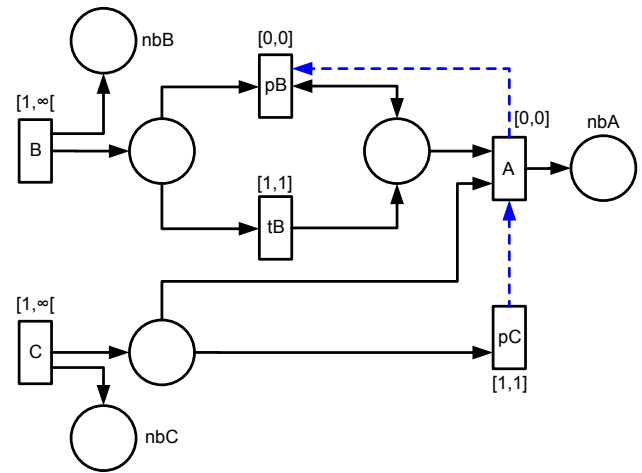 nbB
[0,0]
[1,∞[
pB
[0,0]
nbA
B
A
[1,1]
tB
[1,∞[
C
pC
[1,1]
nbC